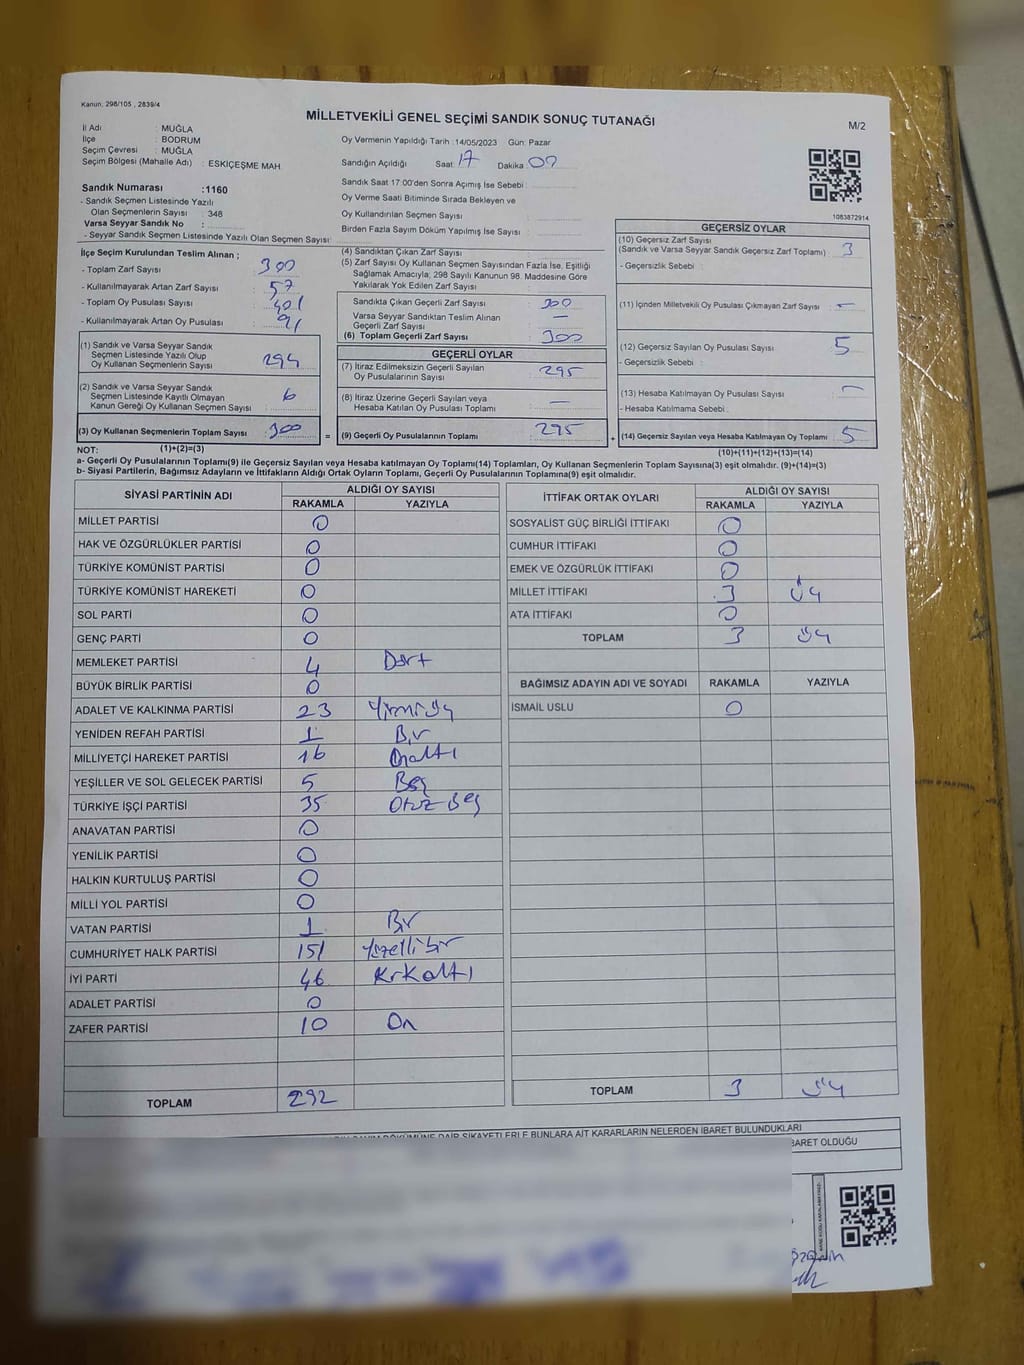 Kanun, 298/105 , 2839/4
MİLLETVEKİLİ GENEL SEÇİMİ SANDIK SONUÇ TUTANAĞI
M/2
İl Adı : MUĞLA
İlçe : BODRUM
Seçim Çevresi : MUĞLA
Seçim Bölgesi (Mahalle Adı) : ESKİÇEŞME MAH
Sandık Numarası :1160
- Sandık Seçmen Listesinde Yazılı
Olan Seçmenlerin Sayısı : 348
Varsa Seyyar Sandık No :
- Seyyar Seçmen Listesinde Yazılı Olan Seçmen Sayısı:
Oy Vermenin Yapıldığı Tarih :14/05/2023 Gün: Pazar
Sandığın Açıldığı Saat: 17 Dakika: 07
Sandık Saat 17:00'den Sonra Açımış İse Sebebi :
Oy Verme Saati Bitiminde Sırada Bekleyen ve
Oy Kullandırılan Seçmen Sayısı :
Birden Fazla Sayım Döküm Yapılmış İse Sayısı :
1083872914
İlçe Seçim Kurulundan Teslim Alınan ;
- Toplam Zarf Sayısı : 300
- Kullanılmayarak Artan Zarf Sayısı : 57
- Toplam Oy Pusulası Sayısı : 401
- Kullanılmayarak Artan Oy Pusulası : 91
(1) Sandık ve Varsa Seyyar Sandık
Seçmen Listesinde Yazılı Olup
Oy Kullanan Seçmenlerin Sayısı : 294
(2) Sandık ve Varsa Seyyar Sandık
Seçmen Listesinde Kayıtlı Olmayan
Kanun Gereği Oy Kullanan Seçmen Sayısı : 6
(3) Oy Kullanan Seçmenlerin Toplam Sayısı : 300
(4) Sandıktan Çıkan Zarf Sayısı :
(5) Zarf Sayısı Oy Kullanan Seçmen Sayısından Fazla İse, Eşitliği
Sağlamak Amacıyla; 298 Sayılı Kanunun 98. Maddesine Göre
Yakılarak Yok Edilen Zarf Sayısı :
Sandıkta Çıkan Geçerli Zarf Sayısı : 300
Varsa Seyyar Sandıktan Teslim Alınan
Geçerli Zarf Sayısı : —
(6) Toplam Geçerli Zarf Sayısı : 300
GEÇERLİ OYLAR
(7) İtiraz Edilmeksizin Geçerli Sayılan
Oy Pusulalarının Sayısı : 295
(8) İtiraz Üzerine Geçerli Sayılan veya
Hesaba Katılan Oy Pusulası Toplamı : —
= (9) Geçerli Oy Pusulalarının Toplamı : 295
GEÇERSİZ OYLAR
(10) Geçersiz Zarf Sayısı
(Sandık ve Varsa Seyyar Sandık Geçersiz Zarf Toplamı) : 3
- Geçersizlik Sebebi :
(11) İçinden Milletvekili Oy Pusulası Çıkmayan Zarf Sayısı : —
(12) Geçersiz Sayılan Oy Pusulası Sayısı : 5
- Geçersizlik Sebebi :
(13) Hesaba Katılmayan Oy Pusulası Sayısı : —
- Hesaba Katılmama Sebebi :
+ (14) Geçersiz Sayılan veya Hesaba Katılmayan Oy Toplamı : 5
NOT: (1)+(2)=(3)
(10)+(11)+(12)+(13)=(14)
a- Geçerli Oy Pusulalarının Toplamı(9) ile Geçersiz Sayılan veya Hesaba katılmayan Oy Toplamı(14) Toplamları, Oy Kullanan Seçmenlerin Toplam Sayısına(3) eşit olmalıdır. (9)+(14)=(3)
b- Siyasi Partilerin, Bağımsız Adayların ve İttifakların Aldığı Ortak Oyların Toplamı, Geçerli Oy Pusulalarının Toplamına(9) eşit olmalıdır.
SİYASİ PARTİNİN ADI ALDIĞI OY SAYISI
RAKAMLA YAZIYLA
MİLLET PARTİSİ 0
HAK VE ÖZGÜRLÜKLER PARTİSİ 0
TÜRKİYE KOMÜNİST PARTİSİ 0
TÜRKİYE KOMÜNİST HAREKETİ 0
SOL PARTİ 0
GENÇ PARTİ 0
MEMLEKET PARTİSİ 4 Dört
BÜYÜK BİRLİK PARTİSİ 0
ADALET VE KALKINMA PARTİSİ 23 Yirmi üç
YENİDEN REFAH PARTİSİ 1 Bir
MİLLİYETÇİ HAREKET PARTİSİ 16 Onaltı
YEŞİLLER VE SOL GELECEK PARTİSİ 5 Beş
TÜRKİYE İŞÇİ PARTİSİ 35 Otuz Beş
ANAVATAN PARTİSİ 0
YENİLİK PARTİSİ 0
HALKIN KURTULUŞ PARTİSİ 0
MİLLİ YOL PARTİSİ 0
VATAN PARTİSİ 1 Bir
CUMHURİYET HALK PARTİSİ 151 Yüzellibir
İYİ PARTİ 46 Kırkaltı
ADALET PARTİSİ 0
ZAFER PARTİSİ 10 On
TOPLAM 292
İTTİFAK ORTAK OYLARI ALDIĞI OY SAYISI
RAKAMLA YAZIYLA
SOSYALİST GÜÇ BİRLİĞİ İTTİFAKI 0
CUMHUR İTTİFAKI 0
EMEK VE ÖZGÜRLÜK İTTİFAKI 0
MİLLET İTTİFAKI 3 üç
ATA İTTİFAKI 0
TOPLAM 3 üç
BAĞIMSIZ ADAYIN ADI VE SOYADI RAKAMLA YAZIYLA
İSMAİL USLU 0
TOPLAM 3 üç
DÖKÜMÜNE DAİR ŞİKAYETLERLE BUNLARA AİT KARARLARIN NELERDEN İBARET BULUNDUKLARI
BARET OLDUĞU